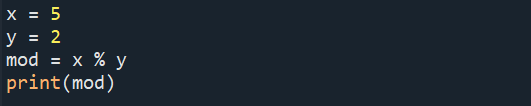 x = 5
y = 2
mod = x % y
print(mod)